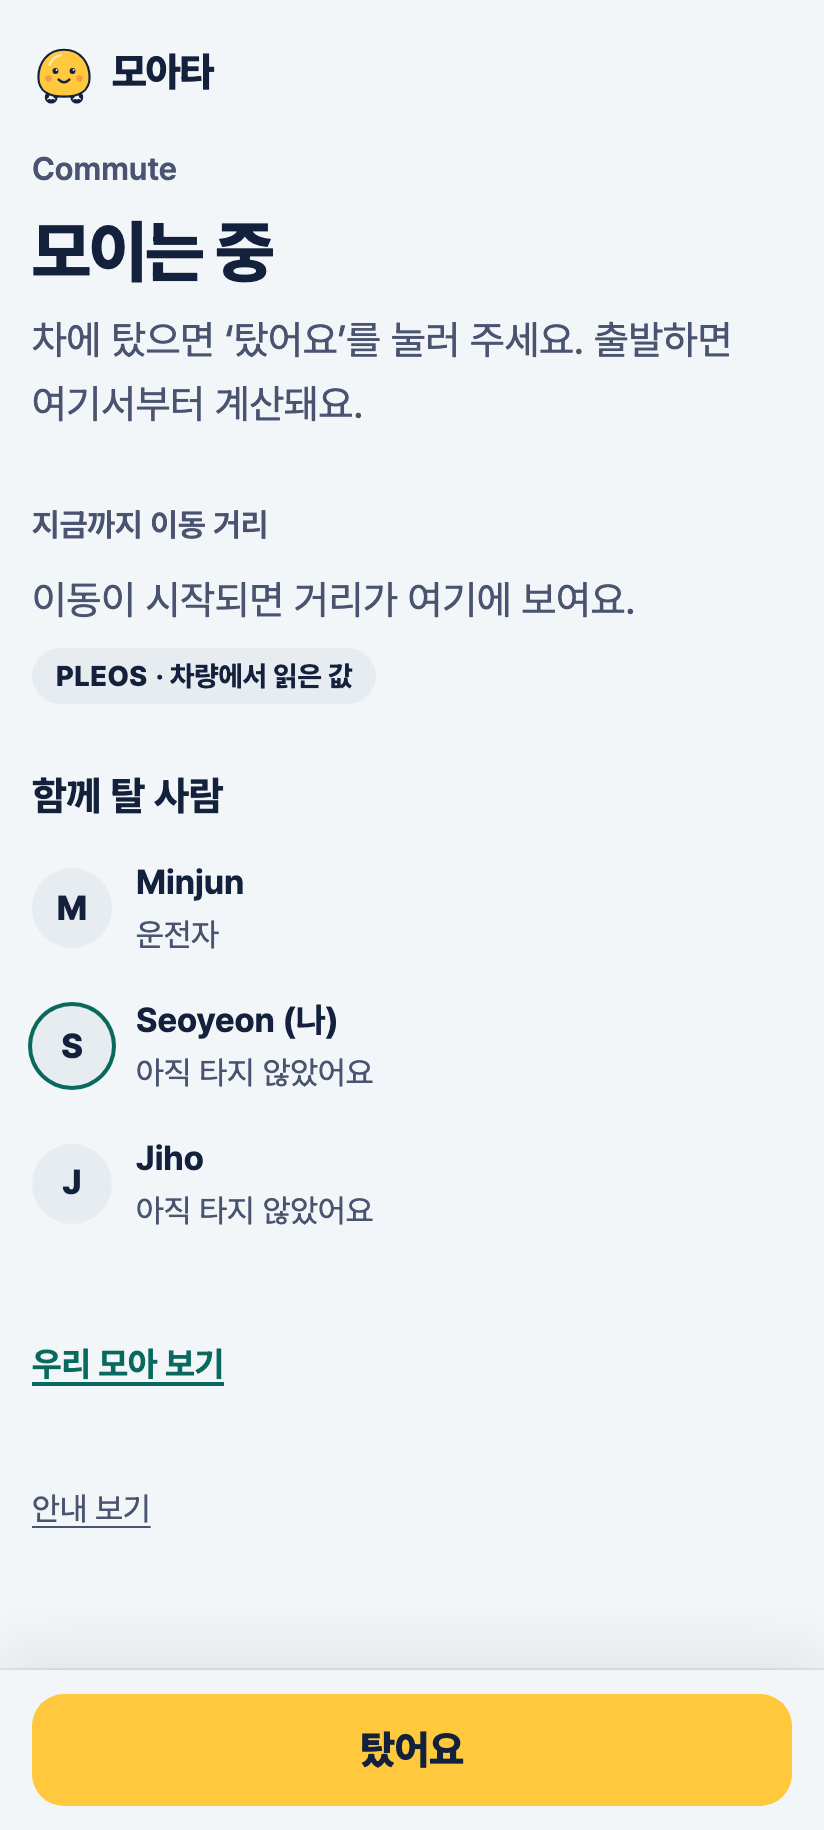 모아타
Commute
모이는 중
차에 탔으면 ‘탔어요’를 눌러 주세요. 출발하면
여기서부터 계산돼요.
지금까지 이동 거리
이동이 시작되면 거리가 여기에 보여요.
PLEOS · 차량에서 읽은 값
함께 탈 사람
M
Minjun
운전자
S
Seoyeon (나)
아직 타지 않았어요
J
Jiho
아직 타지 않았어요
우리 모아 보기
안내 보기
탔어요